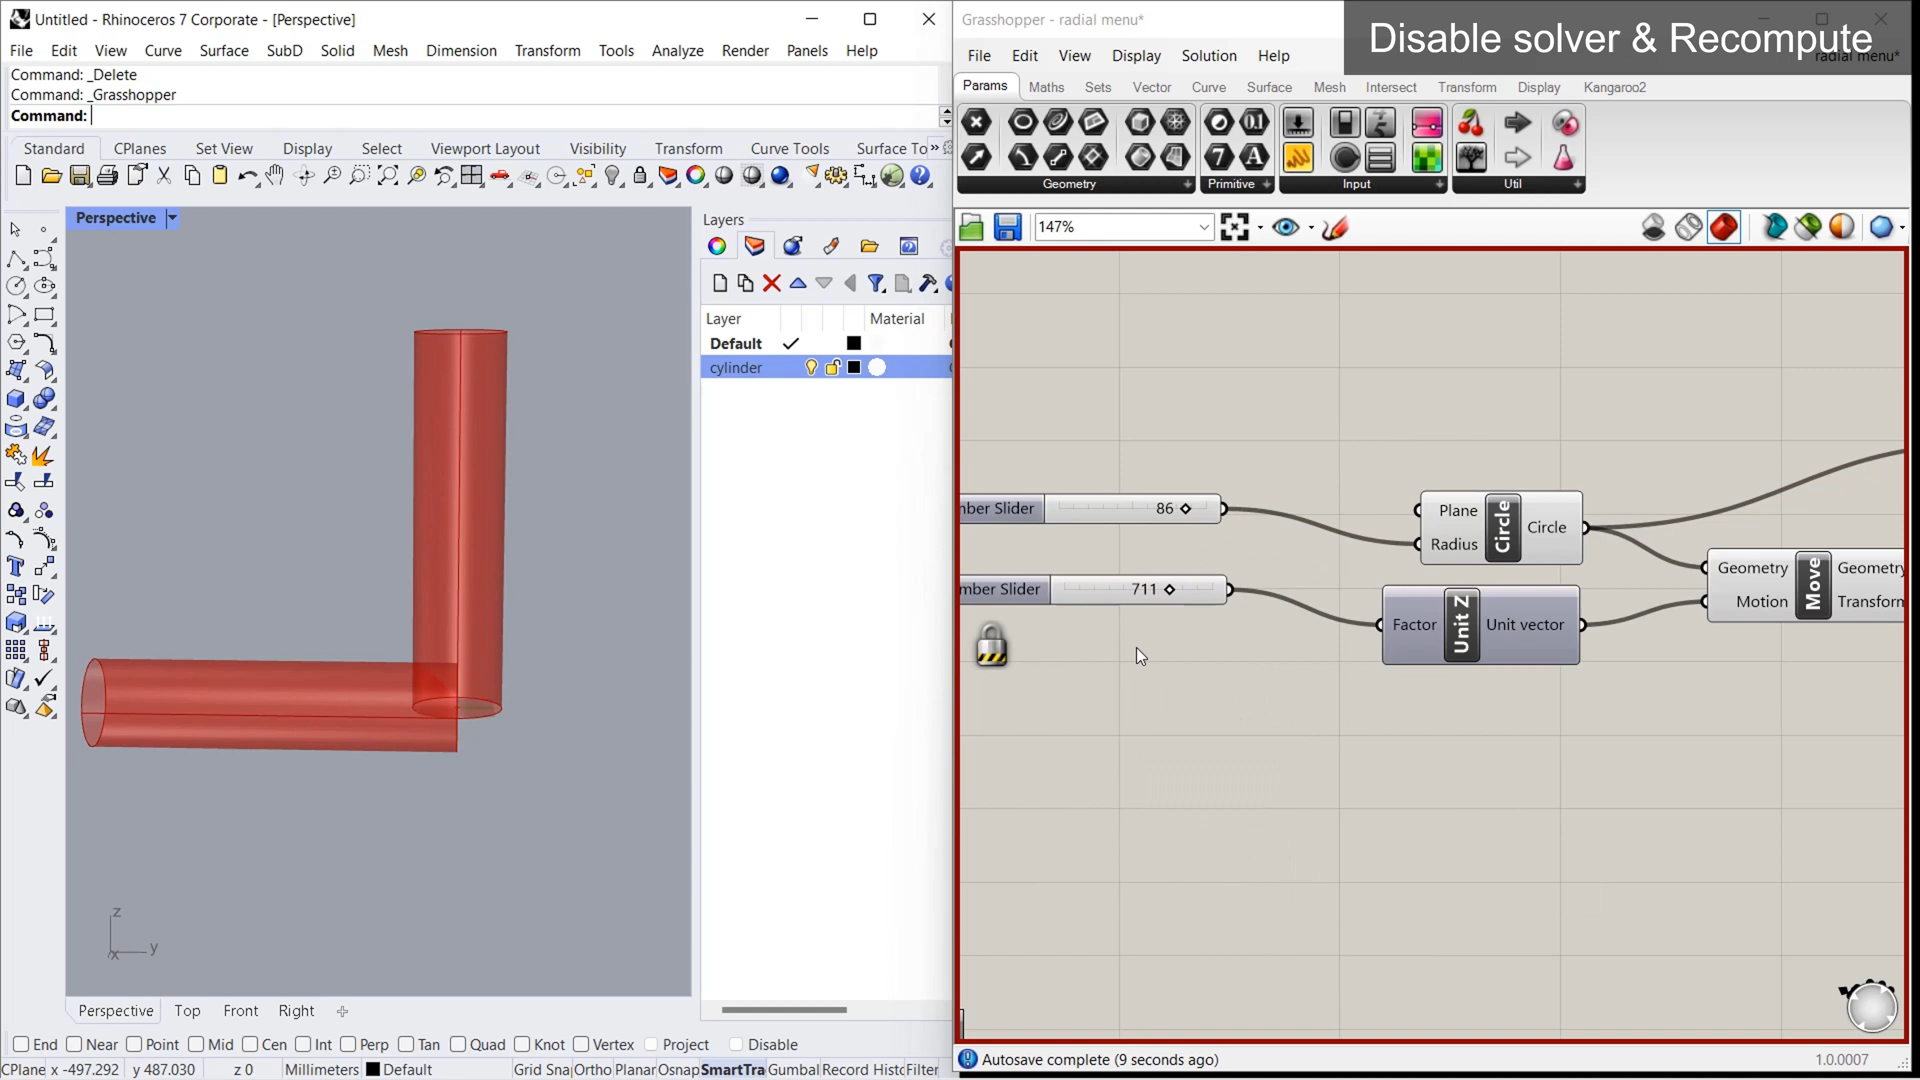 Untitled - Rhinoceros 7 Corporate - [Perspective]
File Edit View Curve Surface SubD Solid Mesh Dimension Transform Tools Analyze Render Panels Help
Command: _Delete
Command: _Grasshopper
Command:
Standard CPlanes Set View Display Select Viewport Layout Visibility Transform Curve Tools Surface To
Perspective
z
y
x
Layers
Layer Material
Default
cylinder
Perspective Top Front Right
End Near Point Mid Cen Int Perp Tan Quad Knot Vertex Project Disable
CPlane x -497.292 y 487.030 z 0 Millimeters Default Grid Sna Ortho Planar Osnap SmartTra Gumbal Record Histo Filter
Grasshopper - radial menu*
Disable solver & Recompute
File Edit View Display Solution Help
radial menu*
Params Maths Sets Vector Curve Surface Mesh Intersect Transform Display Kangaroo2
Geometry Primitive Input Util
147%
mber Slider 86
Plane
Radius
Circle
Circle
mber Slider 711
Factor
Unit Z
Unit vector
Geometry
Motion
Move
Geometry
Transform
Autosave complete (9 seconds ago)
1.0.0007